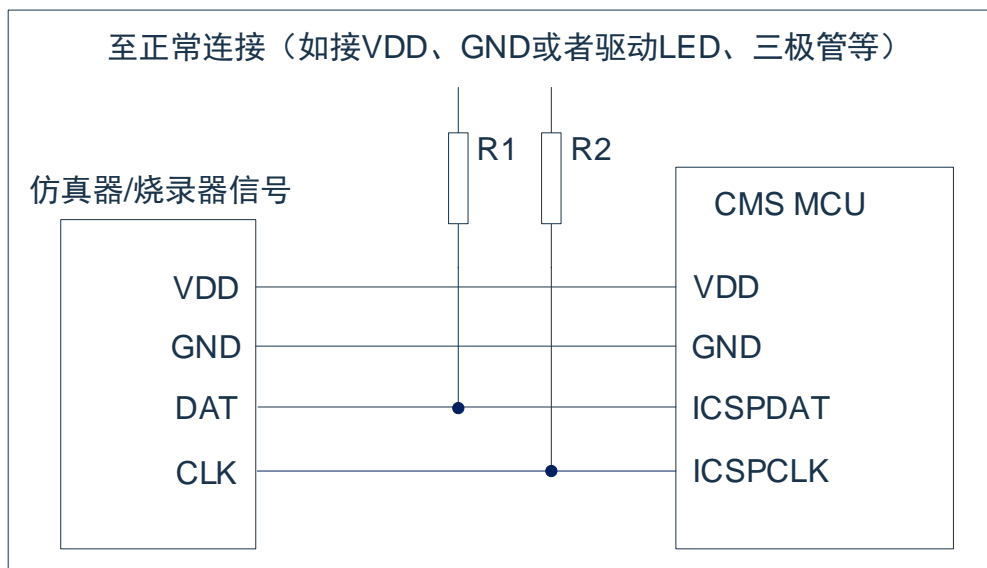 至正常连接（如接VDD、GND或者驱动LED、三极管等）
R1
R2
仿真器/烧录器信号
CMS MCU
VDD
VDD
GND
GND
DAT
ICSPDAT
CLK
ICSPCLK